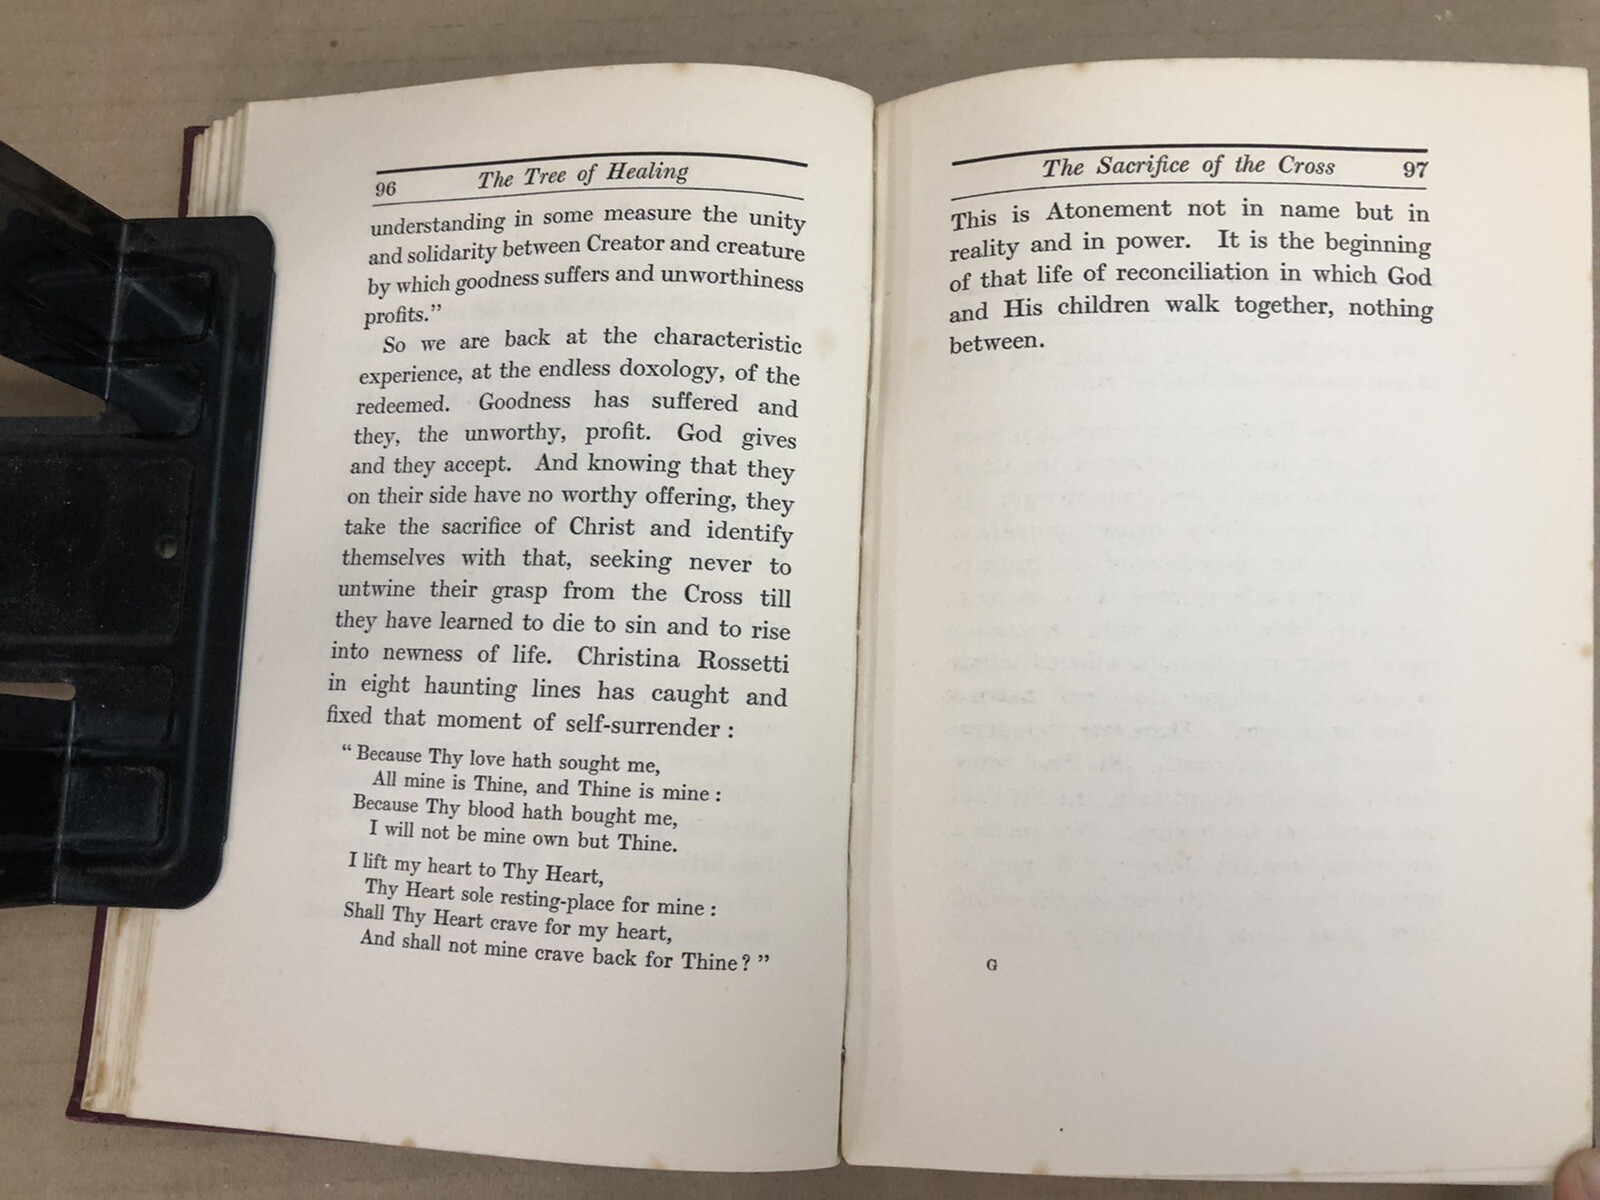 96 The Tree of Healing
understanding in some measure the unity
and solidarity between Creator and creature
by which goodness suffers and unworthiness
profits.”
So we are back at the characteristic
experience, at the endless doxology, of the
redeemed. Goodness has suffered and
they, the unworthy, profit. God gives
and they accept. And knowing that they
on their side have no worthy offering, they
take the sacrifice of Christ and identify
themselves with that, seeking never to
untwine their grasp from the Cross till
they have learned to die to sin and to rise
into newness of life. Christina Rossetti
in eight haunting lines has caught and
fixed that moment of self-surrender :
“ Because Thy love hath sought me,
All mine is Thine, and Thine is mine :
Because Thy blood hath bought me,
I will not be mine own but Thine.
I lift my heart to Thy Heart,
Thy Heart sole resting-place for mine :
Shall Thy Heart crave for my heart,
And shall not mine crave back for Thine? ”
The Sacrifice of the Cross 97
This is Atonement not in name but in
reality and in power. It is the beginning
of that life of reconciliation in which God
and His children walk together, nothing
between.
G